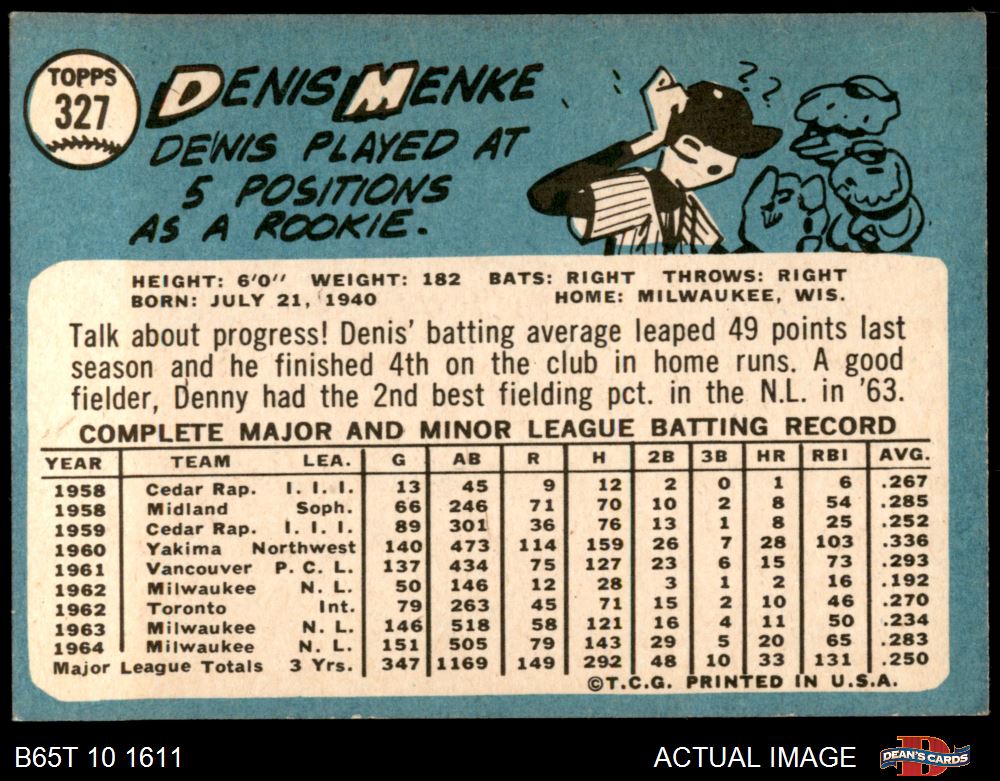 TOPPS
327
DENIS MENKE
DENIS PLAYED AT
5 POSITIONS
AS A ROOKIE.
? ?
HEIGHT: 6'0" WEIGHT: 182 BATS: RIGHT THROWS: RIGHT
BORN: JULY 21, 1940 HOME: MILWAUKEE, WIS.
Talk about progress! Denis' batting average leaped 49 points last
season and he finished 4th on the club in home runs. A good
fielder, Denny had the 2nd best fielding pct. in the N.L. in '63.
COMPLETE MAJOR AND MINOR LEAGUE BATTING RECORD
YEAR TEAM LEA. G AB R H 2B 3B HR RBI AVG.
1958 Cedar Rap. I. I. I. 13 45 9 12 2 0 1 6 .267
1958 Midland Soph. 66 246 71 70 10 2 8 54 .285
1959 Cedar Rap. I. I. I. 89 301 36 76 13 1 8 25 .252
1960 Yakima Northwest 140 473 114 159 26 7 28 103 .336
1961 Vancouver P. C. L. 137 434 75 127 23 6 15 73 .293
1962 Milwaukee N. L. 50 146 12 28 3 1 2 16 .192
1962 Toronto Int. 79 263 45 71 15 2 10 46 .270
1963 Milwaukee N. L. 146 518 58 121 16 4 11 50 .234
1964 Milwaukee N. L. 151 505 79 143 29 5 20 65 .283
Major League Totals 3 Yrs. 347 1169 149 292 48 10 33 131 .250
©T.C.G. PRINTED IN U.S.A.
B65T 10 1611 ACTUAL IMAGE DEAN'S CARDS